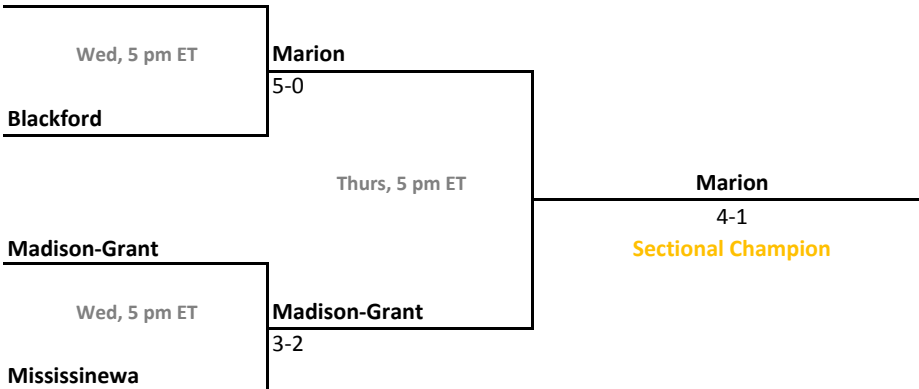 Wed, 5 pm ET
Marion
5-0
Blackford
Thurs, 5 pm ET
Marion
4-1
Sectional Champion
Madison-Grant
Wed, 5 pm ET
Madison-Grant
3-2
Mississinewa